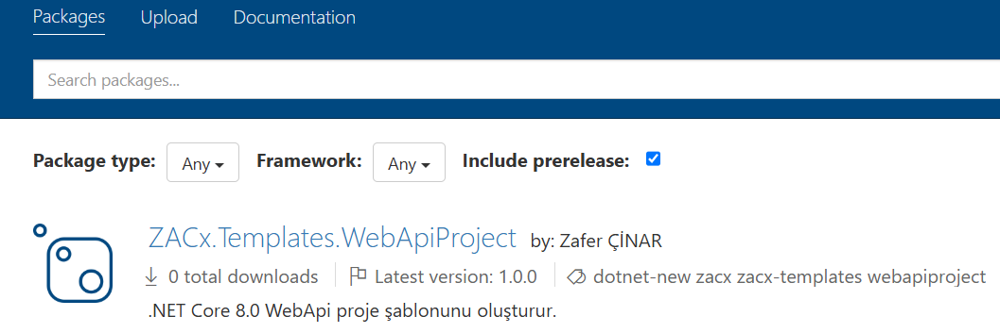 Packages Upload Documentation
Search packages...
Package type: Any Framework: Any Include prerelease:
ZACx.Templates.WebApiProject by: Zafer ÇİNAR
0 total downloads Latest version: 1.0.0 dotnet-new zacx zacx-templates webapiproject
.NET Core 8.0 WebApi proje şablonunu oluşturur.